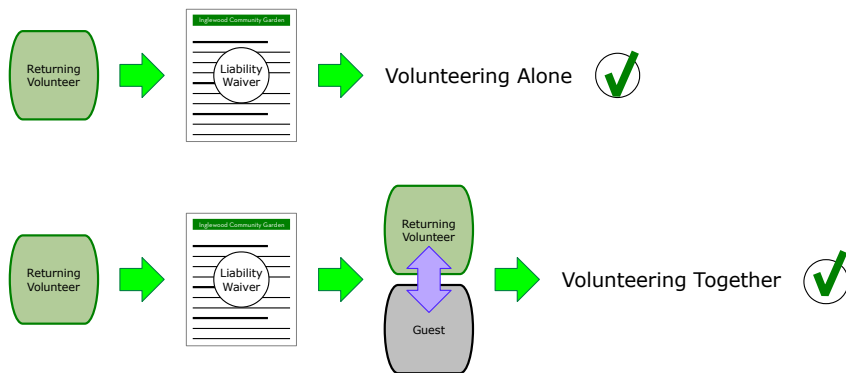 Inglewood Community Garden
Returning
Volunteer
Liability
Waiver
Volunteering Alone
Returning
Volunteer
Inglewood Community Garden
Liability
Waiver
Returning
Volunteer
Guest
Volunteering Together